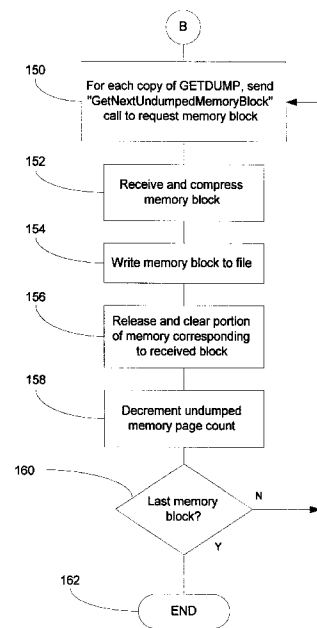 B
150
For each copy of GETDUMP, send
"GetNextUndumpedMemoryBlock"
call to request memory block
152
Receive and compress
memory block
154
Write memory block to file
156
Release and clear portion
of memory corresponding
to received block
158
Decrement undumped
memory page count
160
Last memory
block?
N
Y
162
END